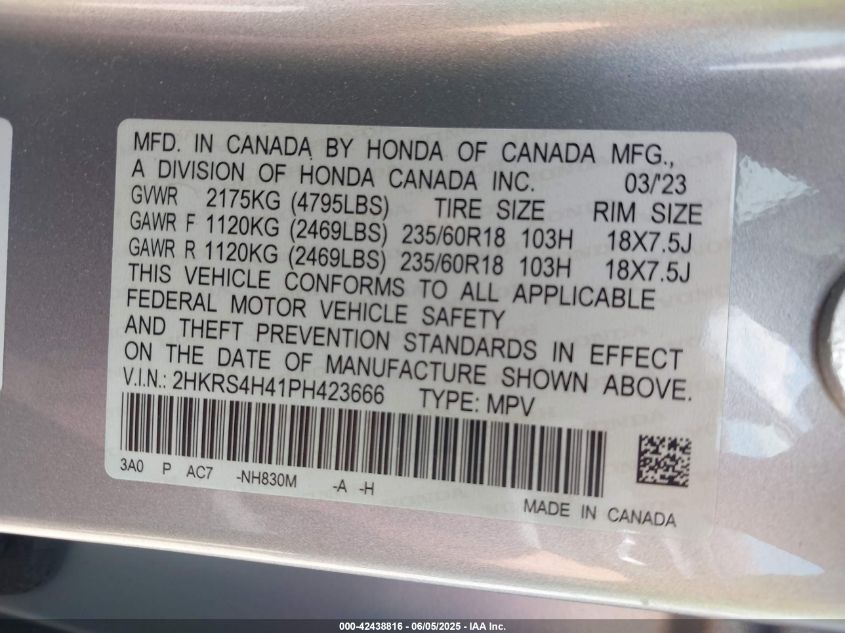 MFD. IN CANADA BY HONDA OF CANADA MFG.,
A DIVISION OF HONDA CANADA INC. 03/'23
GVWR 2175KG (4795LBS) TIRE SIZE RIM SIZE
GAWR F 1120KG (2469LBS) 235/60R18 103H 18X7.5J
GAWR R 1120KG (2469LBS) 235/60R18 103H 18X7.5J
THIS VEHICLE CONFORMS TO ALL APPLICABLE
FEDERAL MOTOR VEHICLE SAFETY
AND THEFT PREVENTION STANDARDS IN EFFECT
ON THE DATE OF MANUFACTURE SHOWN ABOVE.
V.I.N.: 2HKRS4H41PH423666 TYPE: MPV
3A0 P AC7 -NH830M -A -H
MADE IN CANADA
000-42438816 - 06/05/2025 - IAA Inc.